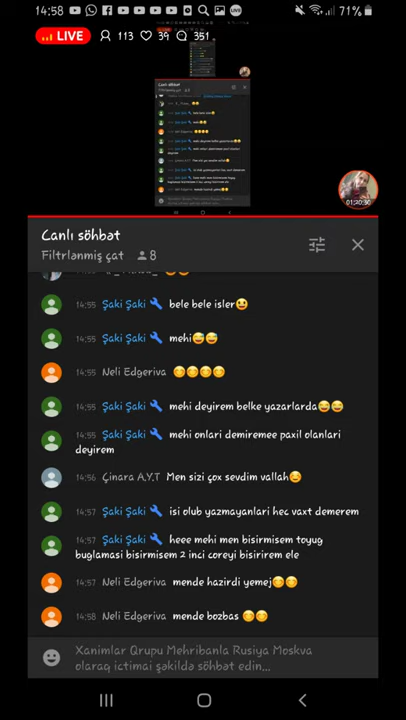 14:58
71%
LIVE 113 39 351
01:20:30
Canlı söhbət
Filtrlənmiş çat 8
14:55 Şaki Şaki bele bele isler😃
14:55 Şaki Şaki mehi😅😅
14:55 Neli Edgeriva 😊😊😊😊
14:55 Şaki Şaki mehi deyirem belke yazarlarda😅😅
14:55 Şaki Şaki mehi onlari demiremee paxil olanlari
deyirem
14:56 Çinara A.Y.T Men sizi çox sevdim vallah😊
14:57 Şaki Şaki isi olub yazmayanlari hec vaxt demerem
14:57 Şaki Şaki heee mehi men bisirmisem toyug
buglamasi bisirmisem 2 inci coreyi bisirirem ele
14:57 Neli Edgeriva mende hazirdi yemej😊😊
14:58 Neli Edgeriva mende bozbas 😊😊
Xanimlar Qrupu Mehribanla Rusiya Moskva
olaraq ictimai şəkildə söhbət edin...